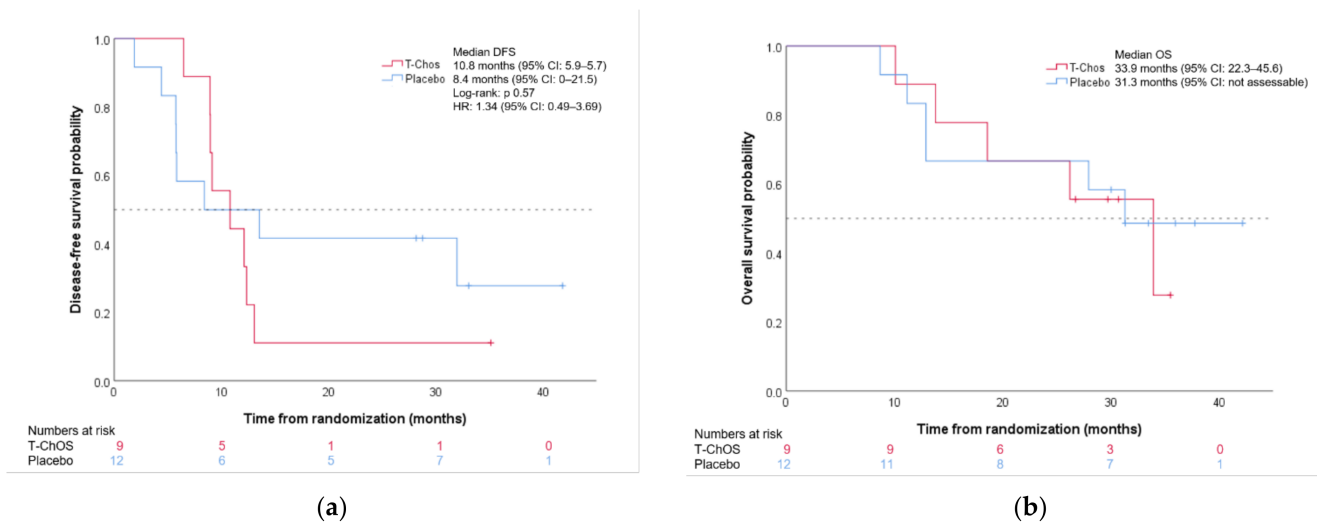 Median DFS
T-Chos 10.8 months (95% CI: 5.9–5.7)
Placebo 8.4 months (95% CI: 0–21.5)
Log-rank: p 0.57
HR: 1.34 (95% CI: 0.49–3.69)
Disease-free survival probability
1.0
0.8
0.6
0.4
0.2
0.0
0 10 20 30 40
Time from randomization (months)
Numbers at risk
T-ChOS 9 5 1 1 0
Placebo 12 6 5 7 1
(a)
Median OS
T-Chos 33.9 months (95% CI: 22.3–45.6)
Placebo 31.3 months (95% CI: not assessable)
Overall survival probability
1.0
0.8
0.6
0.4
0.2
0.0
0 10 20 30 40
Time from randomization (months)
Numbers at risk
T-ChOS 9 9 6 3 0
Placebo 12 11 8 7 1
(b)